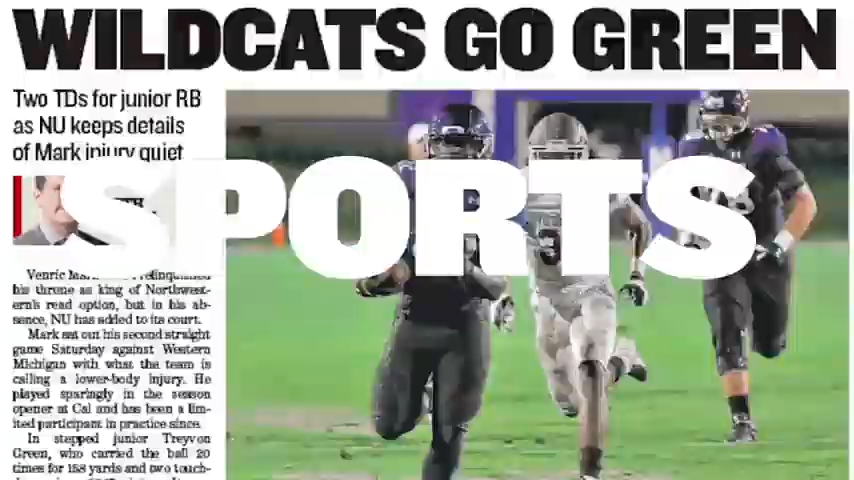 WILDCATS GO GREEN
Two TDs for junior RB
as NU keeps details
of Mark injury quiet
SPORTS
Venric relinquished
his throne as king of Northwest-
ern's read option, but in his ab-
sence, NU has added to its court.
Mark sat out his second straight
game Saturday against Western
Michigan with what the team is
calling a lower-body injury. He
played sparingly in the season
opener at Cal and has been a lim-
ited participant in practice since.
In stepped junior Treyvon
Green, who carried the ball 20
times for 158 yards and two touch-